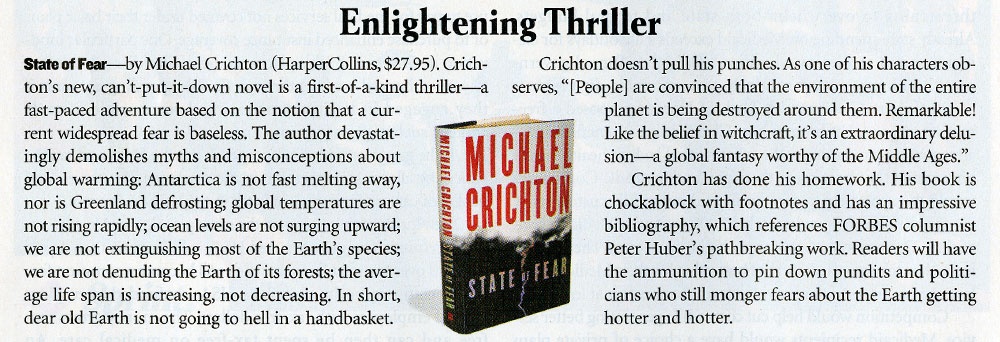 Enlightening Thriller
State of Fear—by Michael Crichton (HarperCollins, $27.95). Crich-
ton's new, can't-put-it-down novel is a first-of-a-kind thriller—a
fast-paced adventure based on the notion that a cur-
rent widespread fear is baseless. The author devastat-
ingly demolishes myths and misconceptions about
global warming: Antarctica is not fast melting away,
nor is Greenland defrosting; global temperatures are
not rising rapidly; ocean levels are not surging upward;
we are not extinguishing most of the Earth's species;
we are not denuding the Earth of its forests; the aver-
age life span is increasing, not decreasing. In short,
dear old Earth is not going to hell in a handbasket.
MICHAEL CRICHTON
STATE OF FEAR
MICHAEL
CRICHTON
STATE OF FEAR
Crichton doesn't pull his punches. As one of his characters ob-
serves, "[People] are convinced that the environment of the entire
planet is being destroyed around them. Remarkable!
Like the belief in witchcraft, it's an extraordinary delu-
sion—a global fantasy worthy of the Middle Ages."
Crichton has done his homework. His book is
chockablock with footnotes and has an impressive
bibliography, which references FORBES columnist
Peter Huber's pathbreaking work. Readers will have
the ammunition to pin down pundits and politi-
cians who still monger fears about the Earth getting
hotter and hotter.